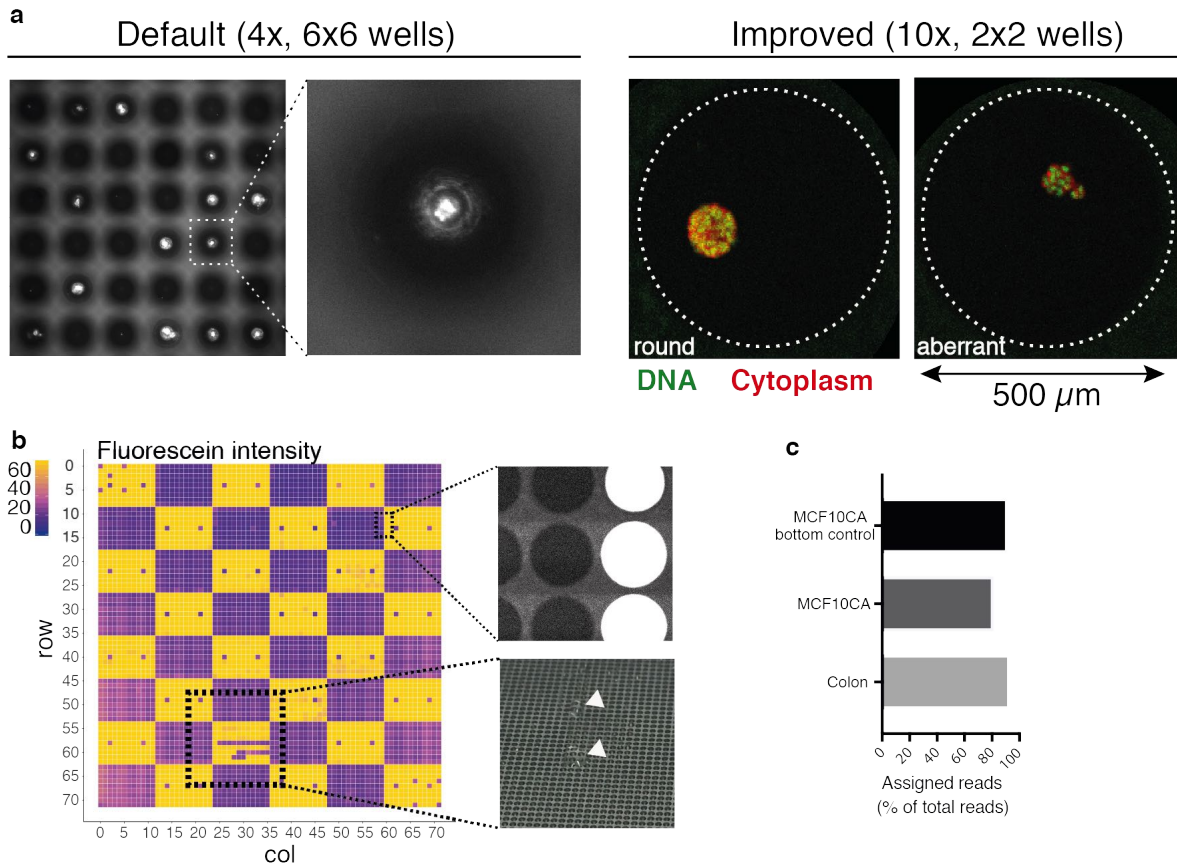 a
Default (4x, 6x6 wells)
Improved (10x, 2x2 wells)
round
aberrant
DNA
Cytoplasm
500 µm
b
Fluorescein intensity
60
40
20
0
0
5
10
15
20
25
30
35
40
45
50
55
60
65
70
row
0 5 10 15 20 25 30 35 40 45 50 55 60 65 70
col
c
MCF10CA
bottom control
MCF10CA
Colon
0 20 40 60 80 100
Assigned reads
(% of total reads)